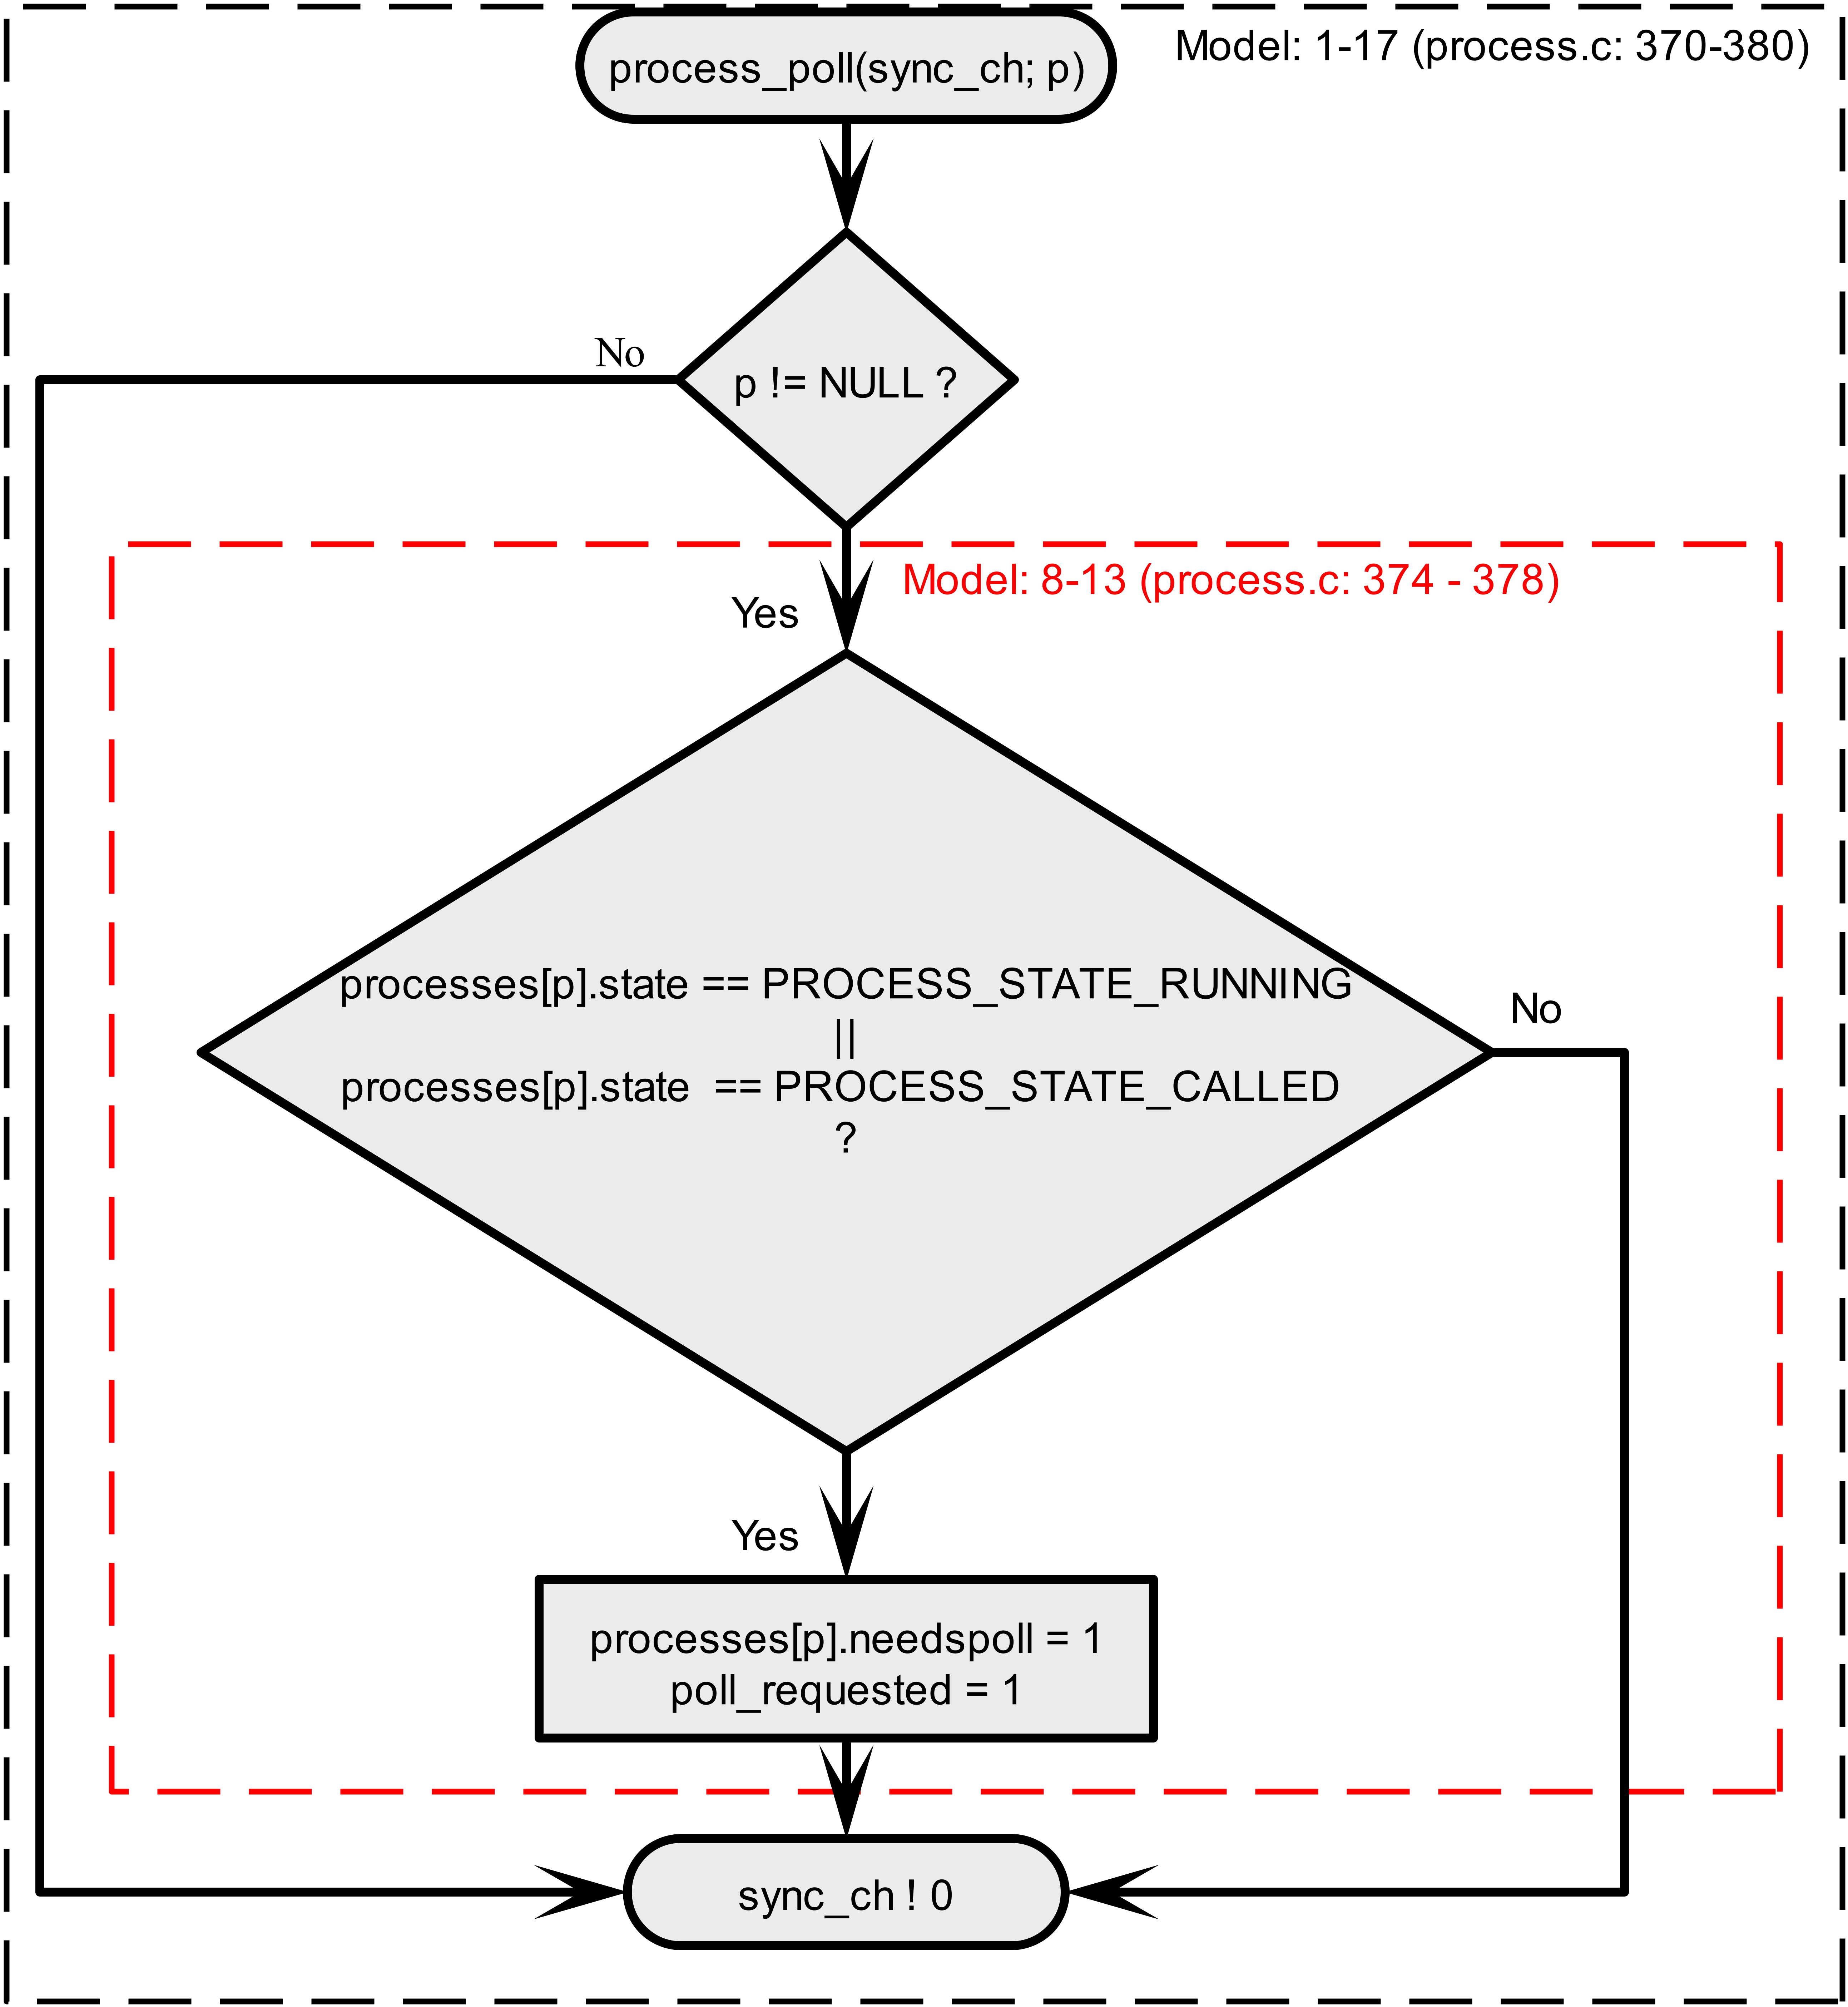 process_poll(sync_ch; p)
Model: 1-17 (process.c: 370-380)
No
p != NULL ?
Model: 8-13 (process.c: 374 - 378)
Yes
processes[p].state == PROCESS_STATE_RUNNING
||
processes[p].state == PROCESS_STATE_CALLED
?
No
Yes
processes[p].needspoll = 1
poll_requested = 1
sync_ch ! 0